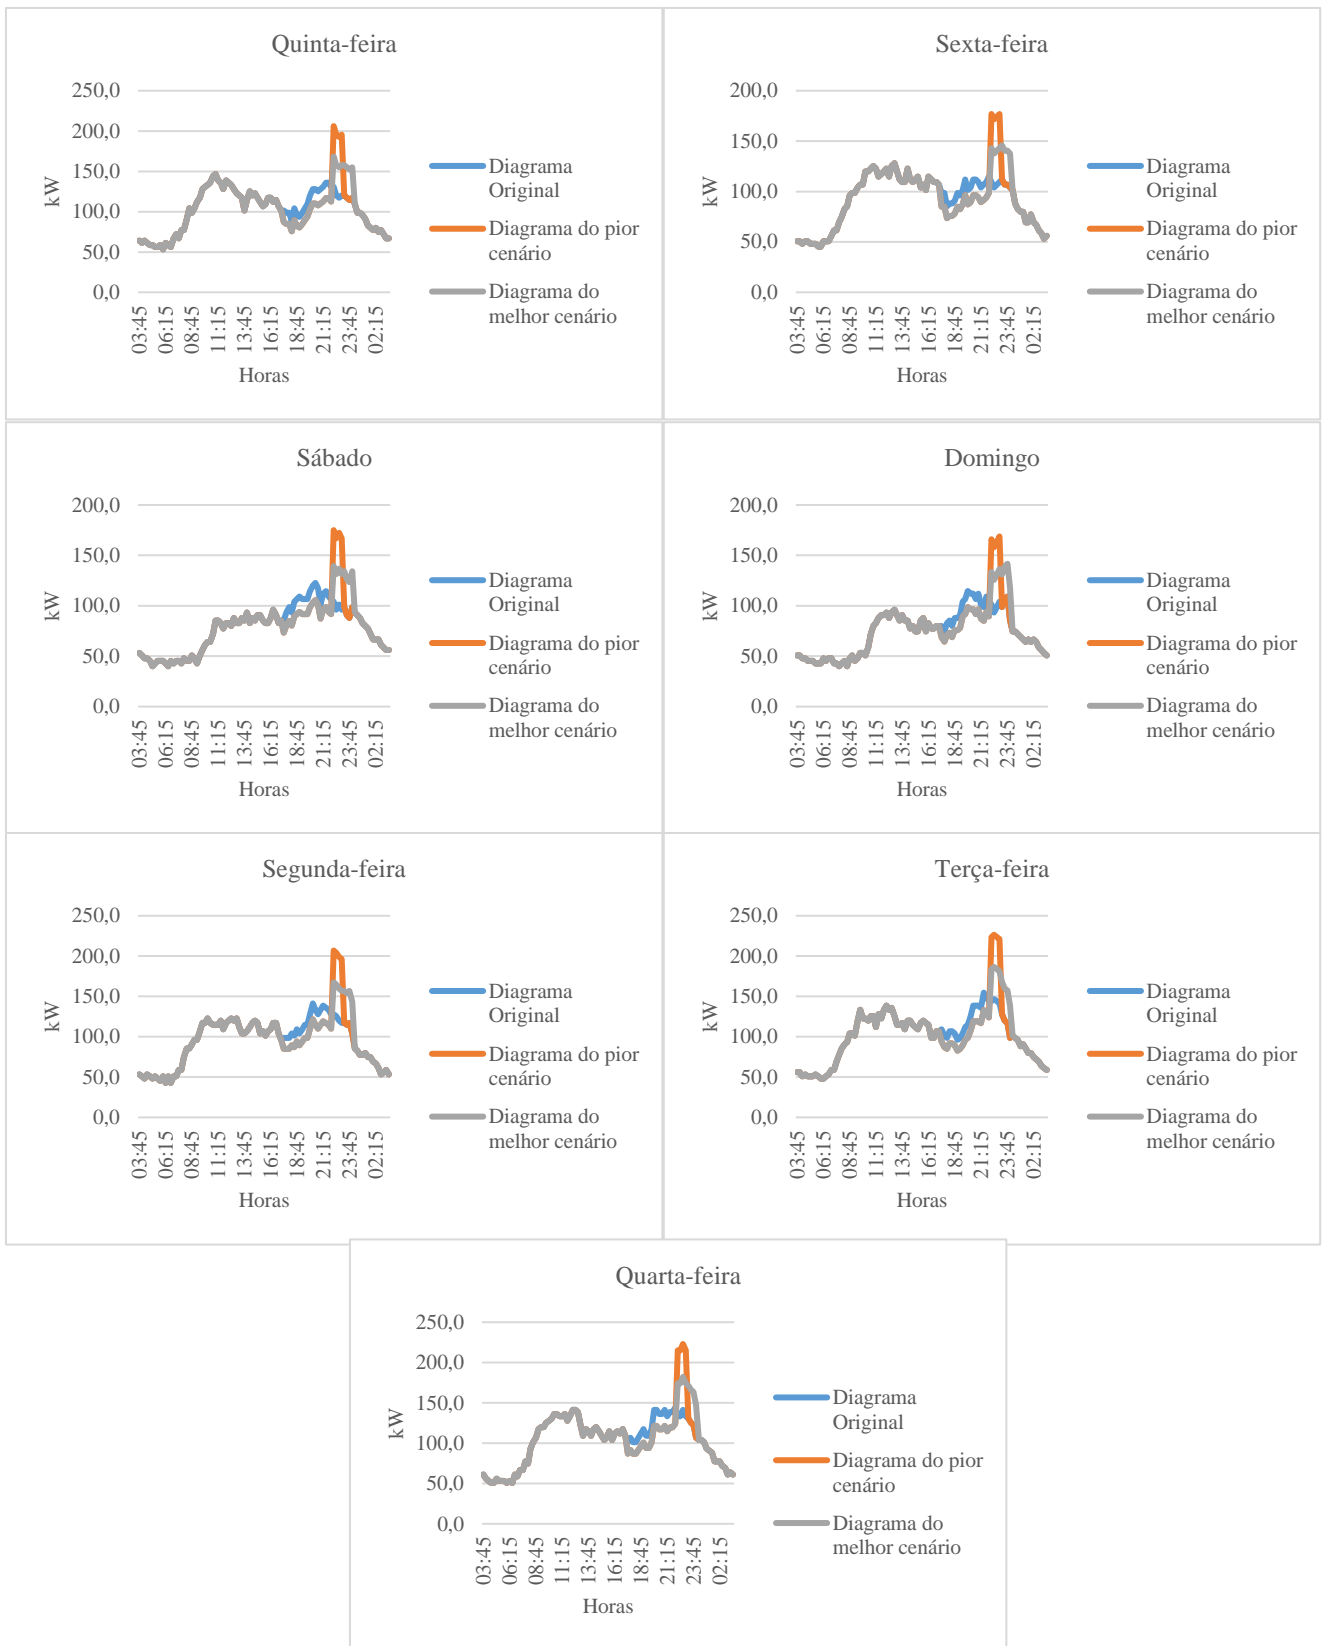 Quinta-feira
250,0
200,0
150,0
100,0
50,0
0,0
kW
03:45
06:15
08:45
11:15
13:45
16:15
18:45
21:15
23:45
02:15
Horas
Diagrama
Original
Diagrama do pior
cenário
Diagrama do
melhor cenário
Sexta-feira
200,0
150,0
100,0
50,0
0,0
kW
03:45
06:15
08:45
11:15
13:45
16:15
18:45
21:15
23:45
02:15
Horas
Diagrama
Original
Diagrama do pior
cenário
Diagrama do
melhor cenário
Sábado
200,0
150,0
100,0
50,0
0,0
kW
03:45
06:15
08:45
11:15
13:45
16:15
18:45
21:15
23:45
02:15
Horas
Diagrama
Original
Diagrama do pior
cenário
Diagrama do
melhor cenário
Domingo
200,0
150,0
100,0
50,0
0,0
kW
03:45
06:15
08:45
11:15
13:45
16:15
18:45
21:15
23:45
02:15
Horas
Diagrama
Original
Diagrama do pior
cenário
Diagrama do
melhor cenário
Segunda-feira
250,0
200,0
150,0
100,0
50,0
0,0
kW
03:45
06:15
08:45
11:15
13:45
16:15
18:45
21:15
23:45
02:15
Horas
Diagrama
Original
Diagrama do pior
cenário
Diagrama do
melhor cenário
Terça-feira
250,0
200,0
150,0
100,0
50,0
0,0
kW
03:45
06:15
08:45
11:15
13:45
16:15
18:45
21:15
23:45
02:15
Horas
Diagrama
Original
Diagrama do pior
cenário
Diagrama do
melhor cenário
Quarta-feira
250,0
200,0
150,0
100,0
50,0
0,0
kW
03:45
06:15
08:45
11:15
13:45
16:15
18:45
21:15
23:45
02:15
Horas
Diagrama
Original
Diagrama do pior
cenário
Diagrama do
melhor cenário